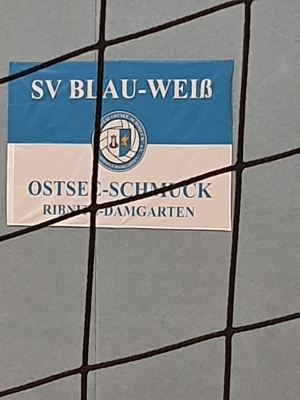 SV BLAU-WEIß
OSTSEE-SCHMUCK
RIBNITZ-DAMGARTEN